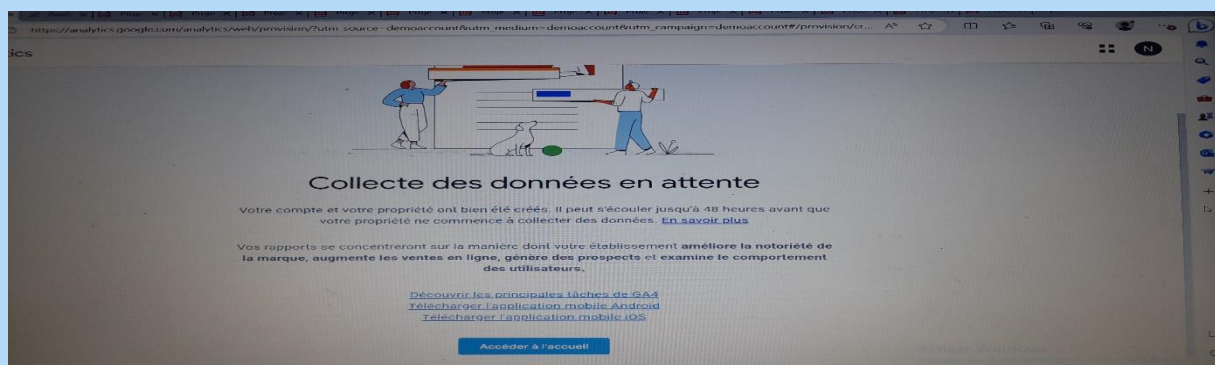 https://analytics.google.com/analytics/web/provision/?utm_source=demoaccount&utm_medium=demoaccount&utm_campaign=demoaccount#/provision/cr...
ics
N
Collecte des données en attente
Votre compte et votre propriété ont bien été créés. Il peut s'écouler jusqu'à 48 heures avant que
votre propriété ne commence à collecter des données. En savoir plus
Vos rapports se concentreront sur la manière dont votre établissement améliore la notoriété de
la marque, augmente les ventes en ligne, génère des prospects et examine le comportement
des utilisateurs.
Découvrir les principales tâches de GA4
Télécharger l'application mobile Android
Télécharger l'application mobile iOS
Accéder à l'accueil
Activer Windows